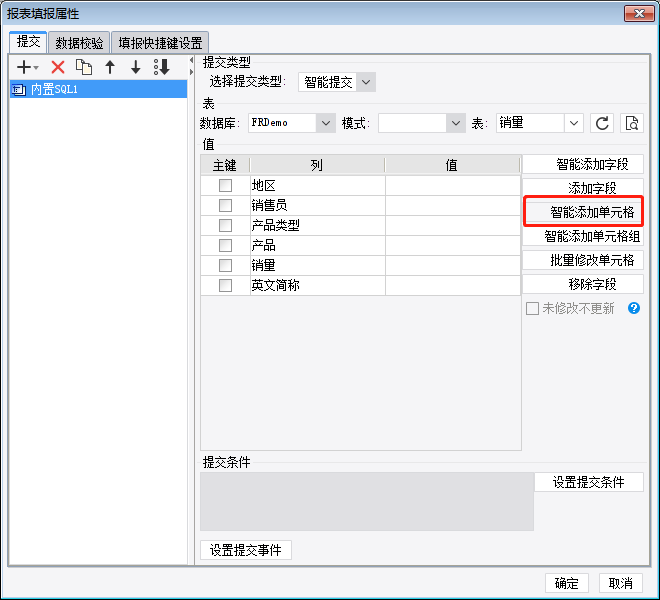 报表填报属性
提交 数据校验 填报快捷键设置
内置SQL1
提交类型
选择提交类型: 智能提交
表
数据库: FRDemo 模式: 表: 销量
值
主键 列 值
地区
销售员
产品类型
产品
销量
英文简称
智能添加字段
添加字段
智能添加单元格
智能添加单元格组
批量修改单元格
移除字段
未修改不更新 ?
提交条件
设置提交条件
设置提交事件
确定 取消